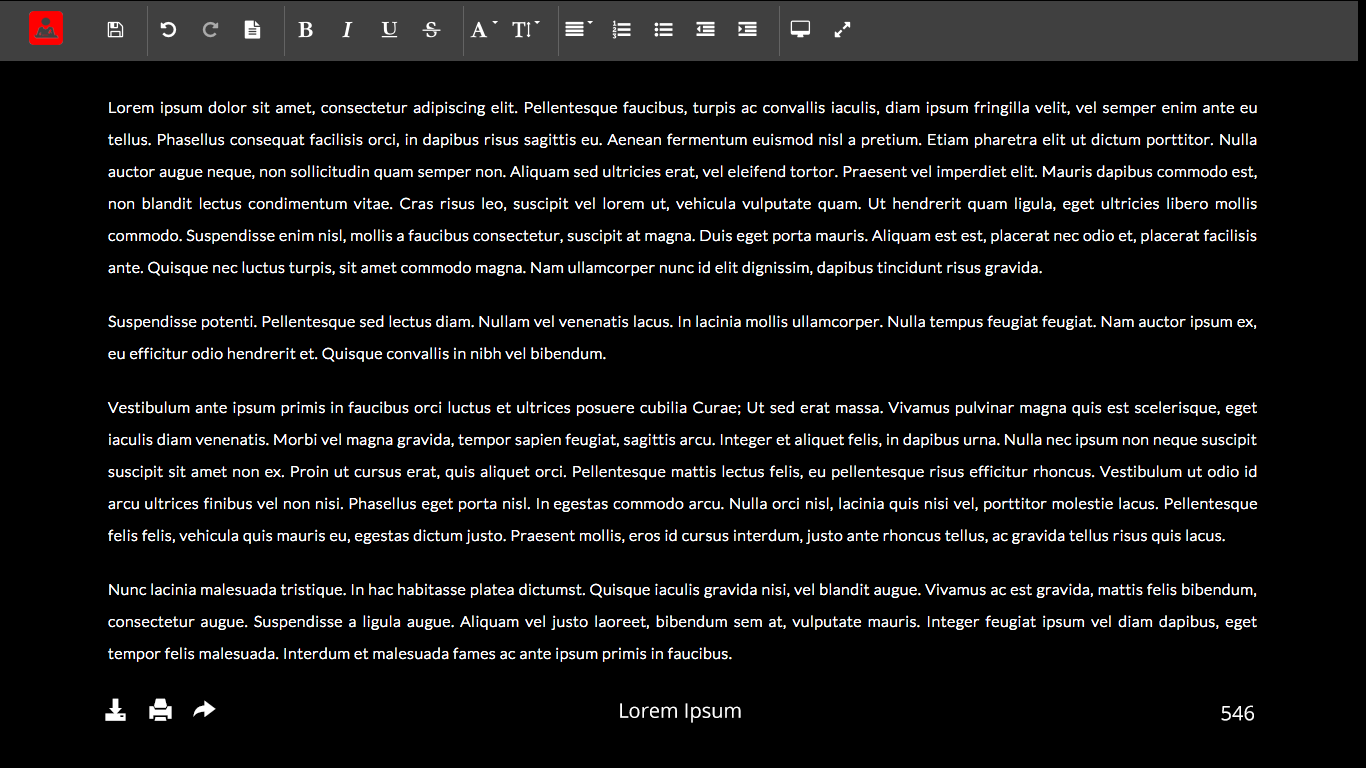 Lorem ipsum dolor sit amet, consectetur adipiscing elit. Pellentesque faucibus, turpis ac convallis iaculis, diam ipsum fringilla velit, vel semper enim ante eu
tellus. Phasellus consequat facilisis orci, in dapibus risus sagittis eu. Aenean fermentum euismod nisl a pretium. Etiam pharetra elit ut dictum porttitor. Nulla
auctor augue neque, non sollicitudin quam semper non. Aliquam sed ultricies erat, vel eleifend tortor. Praesent vel imperdiet elit. Mauris dapibus commodo est,
non blandit lectus condimentum vitae. Cras risus leo, suscipit vel lorem ut, vehicula vulputate quam. Ut hendrerit quam ligula, eget ultricies libero mollis
commodo. Suspendisse enim nisl, mollis a faucibus consectetur, suscipit at magna. Duis eget porta mauris. Aliquam est est, placerat nec odio et, placerat facilisis
ante. Quisque nec luctus turpis, sit amet commodo magna. Nam ullamcorper nunc id elit dignissim, dapibus tincidunt risus gravida.
Suspendisse potenti. Pellentesque sed lectus diam. Nullam vel venenatis lacus. In lacinia mollis ullamcorper. Nulla tempus feugiat feugiat. Nam auctor ipsum ex,
eu efficitur odio hendrerit et. Quisque convallis in nibh vel bibendum.
Vestibulum ante ipsum primis in faucibus orci luctus et ultrices posuere cubilia Curae; Ut sed erat massa. Vivamus pulvinar magna quis est scelerisque, eget
iaculis diam venenatis. Morbi vel magna gravida, tempor sapien feugiat, sagittis arcu. Integer et aliquet felis, in dapibus urna. Nulla nec ipsum non neque suscipit
suscipit sit amet non ex. Proin ut cursus erat, quis aliquet orci. Pellentesque mattis lectus felis, eu pellentesque risus efficitur rhoncus. Vestibulum ut odio id
arcu ultrices finibus vel non nisi. Phasellus eget porta nisl. In egestas commodo arcu. Nulla orci nisl, lacinia quis nisi vel, porttitor molestie lacus. Pellentesque
felis felis, vehicula quis mauris eu, egestas dictum justo. Praesent mollis, eros id cursus interdum, justo ante rhoncus tellus, ac gravida tellus risus quis lacus.
Nunc lacinia malesuada tristique. In hac habitasse platea dictumst. Quisque iaculis gravida nisi, vel blandit augue. Vivamus ac est gravida, mattis felis bibendum,
consectetur augue. Suspendisse a ligula augue. Aliquam vel justo laoreet, bibendum sem at, vulputate mauris. Integer feugiat ipsum vel diam dapibus, eget
tempor felis malesuada. Interdum et malesuada fames ac ante ipsum primis in faucibus.
Lorem Ipsum
546